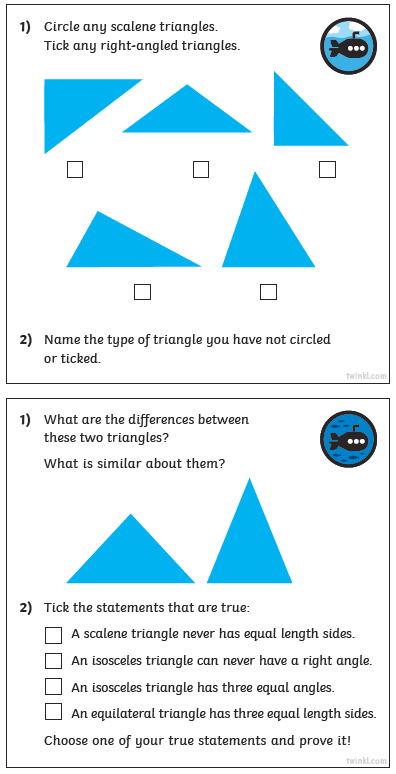 1) Circle any scalene triangles.
Tick any right-angled triangles.
2) Name the type of triangle you have not circled
or ticked.
twinkl.com
1) What are the differences between
these two triangles?
What is similar about them?
2) Tick the statements that are true:
A scalene triangle never has equal length sides.
An isosceles triangle can never have a right angle.
An isosceles triangle has three equal angles.
An equilateral triangle has three equal length sides.
Choose one of your true statements and prove it!
twinkl.com